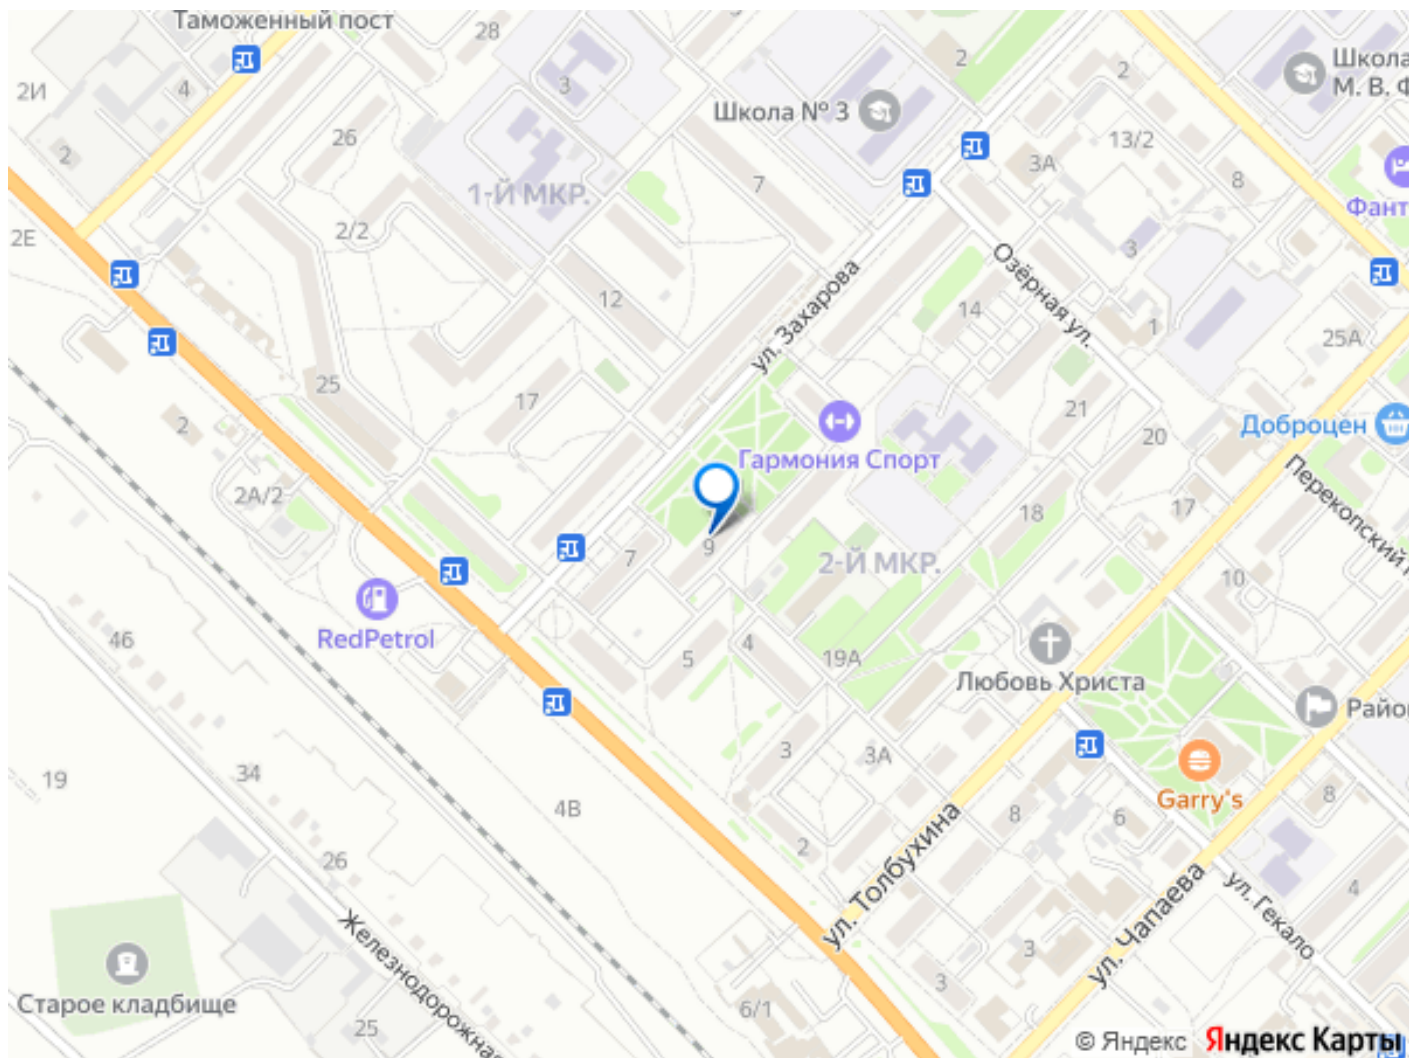 Таможенный пост
28
2
Школа
М. В. Ф
2И
4
3
2
Школа № 3
26
13/2
3А
8
2
1-Й МКР.
7
Фант
2Е
2/2
3
Озёрная ул.
12
ул. Захарова
14
1
25А
25
17
21
Доброцен
2
20
Гармония Спорт
Перекопский п
2А/2
17
18
9
7
2-Й МКР.
10
RedPetrol
46
5
4
19А
Любовь Христа
Райо
3
3А
34
19
4В
Garry's
8
8
6
26
2
ул. Толбухина
ул. Чапаева
ул. Гекало
4
Железнодорожная
3
3
Старое кладбище
25
6/1
© Яндекс Яндекс Карты